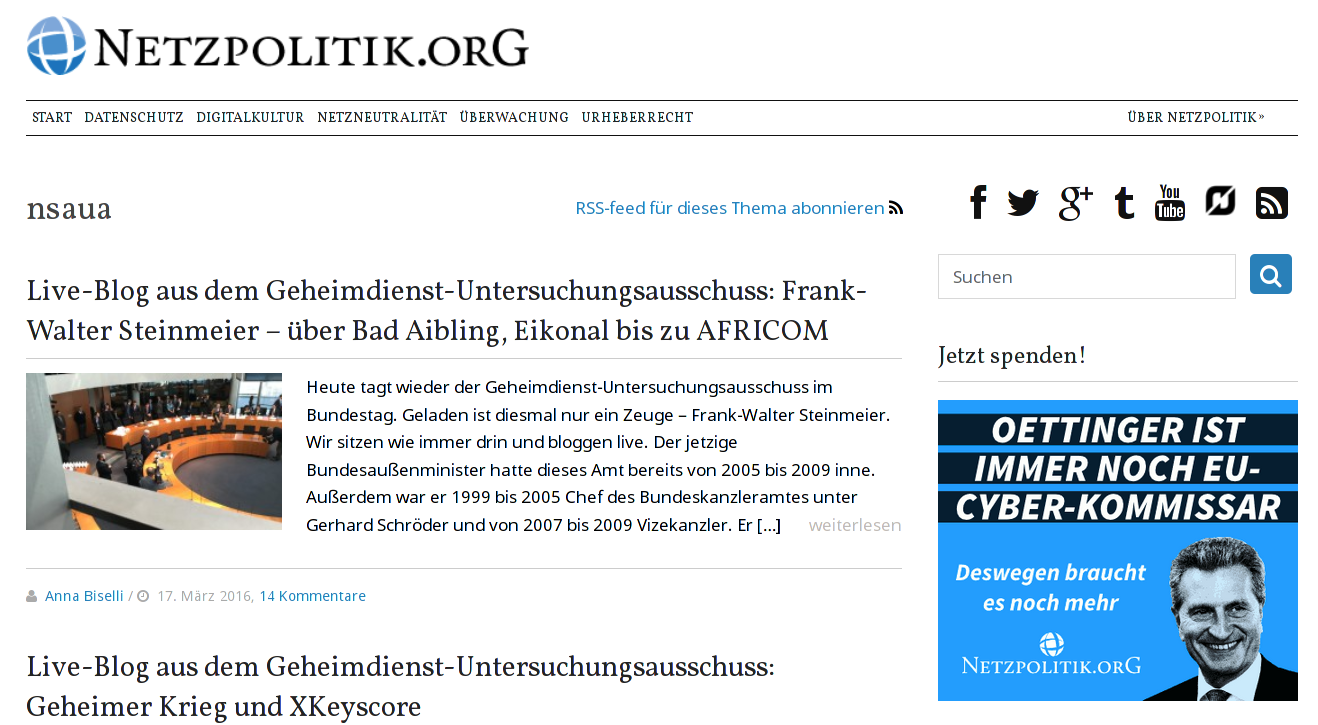 NETZPOLITIK.ORG
START DATENSCHUTZ DIGITALKULTUR NETZNEUTRALITÄT ÜBERWACHUNG URHEBERRECHT ÜBER NETZPOLITIK »
nsaua
RSS-feed für dieses Thema abonnieren
Live-Blog aus dem Geheimdienst-Untersuchungsausschuss: Frank-
Walter Steinmeier – über Bad Aibling, Eikonal bis zu AFRICOM
Heute tagt wieder der Geheimdienst-Untersuchungsausschuss im
Bundestag. Geladen ist diesmal nur ein Zeuge – Frank-Walter Steinmeier.
Wir sitzen wie immer drin und bloggen live. Der jetzige
Bundesaußenminister hatte dieses Amt bereits von 2005 bis 2009 inne.
Außerdem war er 1999 bis 2005 Chef des Bundeskanzleramtes unter
Gerhard Schröder und von 2007 bis 2009 Vizekanzler. Er [...] weiterlesen
Anna Biselli / 17. März 2016, 14 Kommentare
Live-Blog aus dem Geheimdienst-Untersuchungsausschuss:
Geheimer Krieg und XKeyscore
f g+ t You
Tube
Suchen
Jetzt spenden!
OETTINGER IST
IMMER NOCH EU-
CYBER-KOMMISSAR
Deswegen braucht
es noch mehr
NETZPOLITIK.ORG